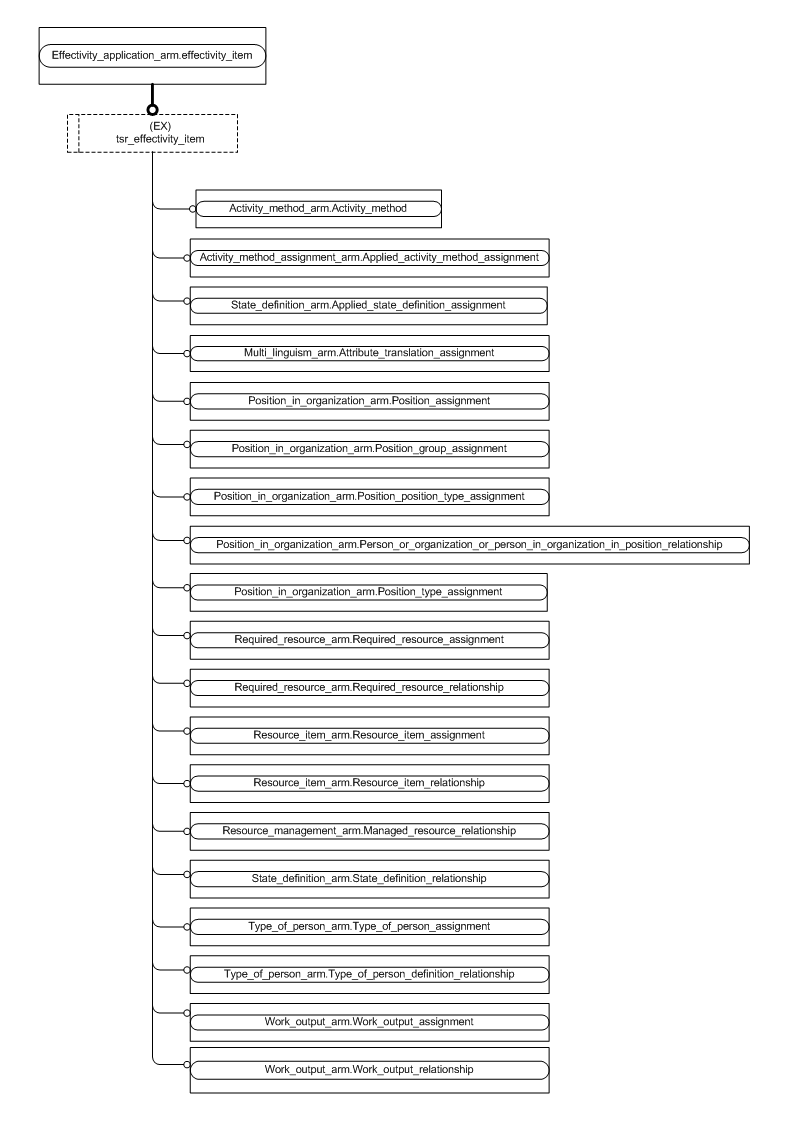 Effectivity_application_arm.effectivity_item
(EX)
tsr_effectivity_item
Activity_method_arm.Activity_method
Activity_method_assignment_arm.Applied_activity_method_assignment
State_definition_arm.Applied_state_definition_assignment
Multi_linguism_arm.Attribute_translation_assignment
Position_in_organization_arm.Position_assignment
Position_in_organization_arm.Position_group_assignment
Position_in_organization_arm.Position_position_type_assignment
Position_in_organization_arm.Person_or_organization_or_person_in_organization_in_position_relationship
Position_in_organization_arm.Position_type_assignment
Required_resource_arm.Required_resource_assignment
Required_resource_arm.Required_resource_relationship
Resource_item_arm.Resource_item_assignment
Resource_item_arm.Resource_item_relationship
Resource_management_arm.Managed_resource_relationship
State_definition_arm.State_definition_relationship
Type_of_person_arm.Type_of_person_assignment
Type_of_person_arm.Type_of_person_definition_relationship
Work_output_arm.Work_output_assignment
Work_output_arm.Work_output_relationship